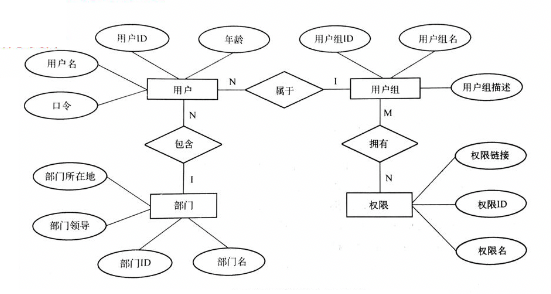 用户ID
年龄
用户组ID
用户组名
用户名
口令
用户
N
属于
I
用户组
用户组描述
N
M
包含
拥有
权限链接
I
N
部门所在地
部门
权限
权限ID
部门领导
部门ID
部门名
权限名